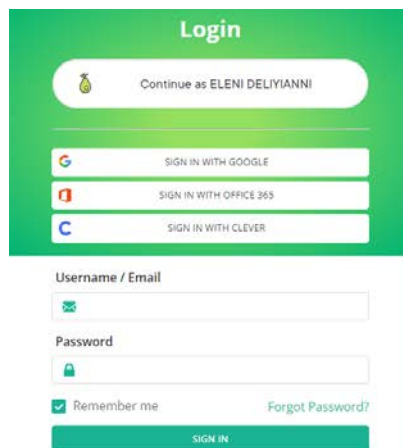 Login
Continue as ELENI DELIYIANNI
SIGN IN WITH GOOGLE
SIGN IN WITH OFFICE 365
SIGN IN WITH CLEVER
Username / Email
Password
Remember me Forgot Password?
SIGN IN